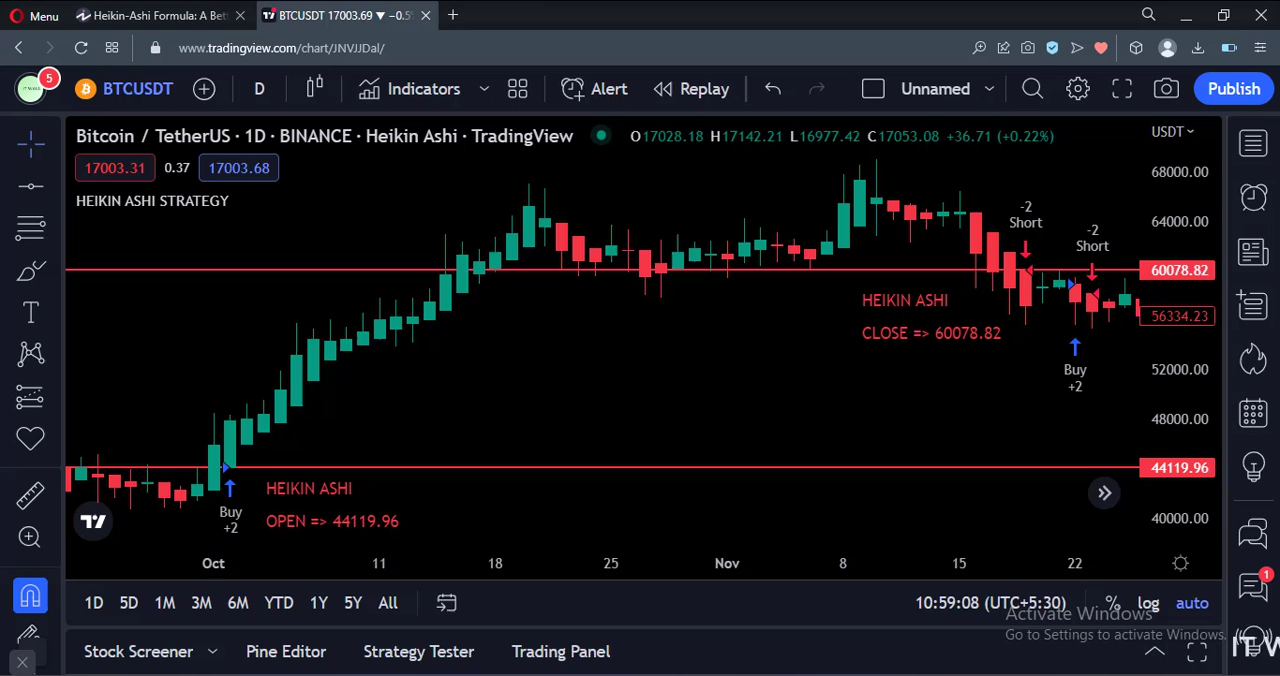 Menu
Heikin-Ashi Formula: A Bet
BTCUSDT 17003.69 ▼ −0.5
www.tradingview.com/chart/JNVJJDal/
5
BTCUSDT
D
Indicators
Alert
Replay
Unnamed
Publish
Bitcoin / TetherUS · 1D · BINANCE · Heikin Ashi · TradingView
O17028.18 H17142.21 L16977.42 C17053.08 +36.71 (+0.22%)
USDT
17003.31 0.37 17003.68
HEIKIN ASHI STRATEGY
68000.00
64000.00
60078.82
56334.23
52000.00
48000.00
44119.96
40000.00
-2
Short
-2
Short
HEIKIN ASHI
CLOSE => 60078.82
Buy
+2
HEIKIN ASHI
OPEN => 44119.96
Buy
+2
Oct 11 18 25 Nov 8 15 22
1D 5D 1M 3M 6M YTD 1Y 5Y All
10:59:08 (UTC+5:30) % log auto
1
Activate Windows
Go to Settings to activate Windows.
Stock Screener Pine Editor Strategy Tester Trading Panel
IT W